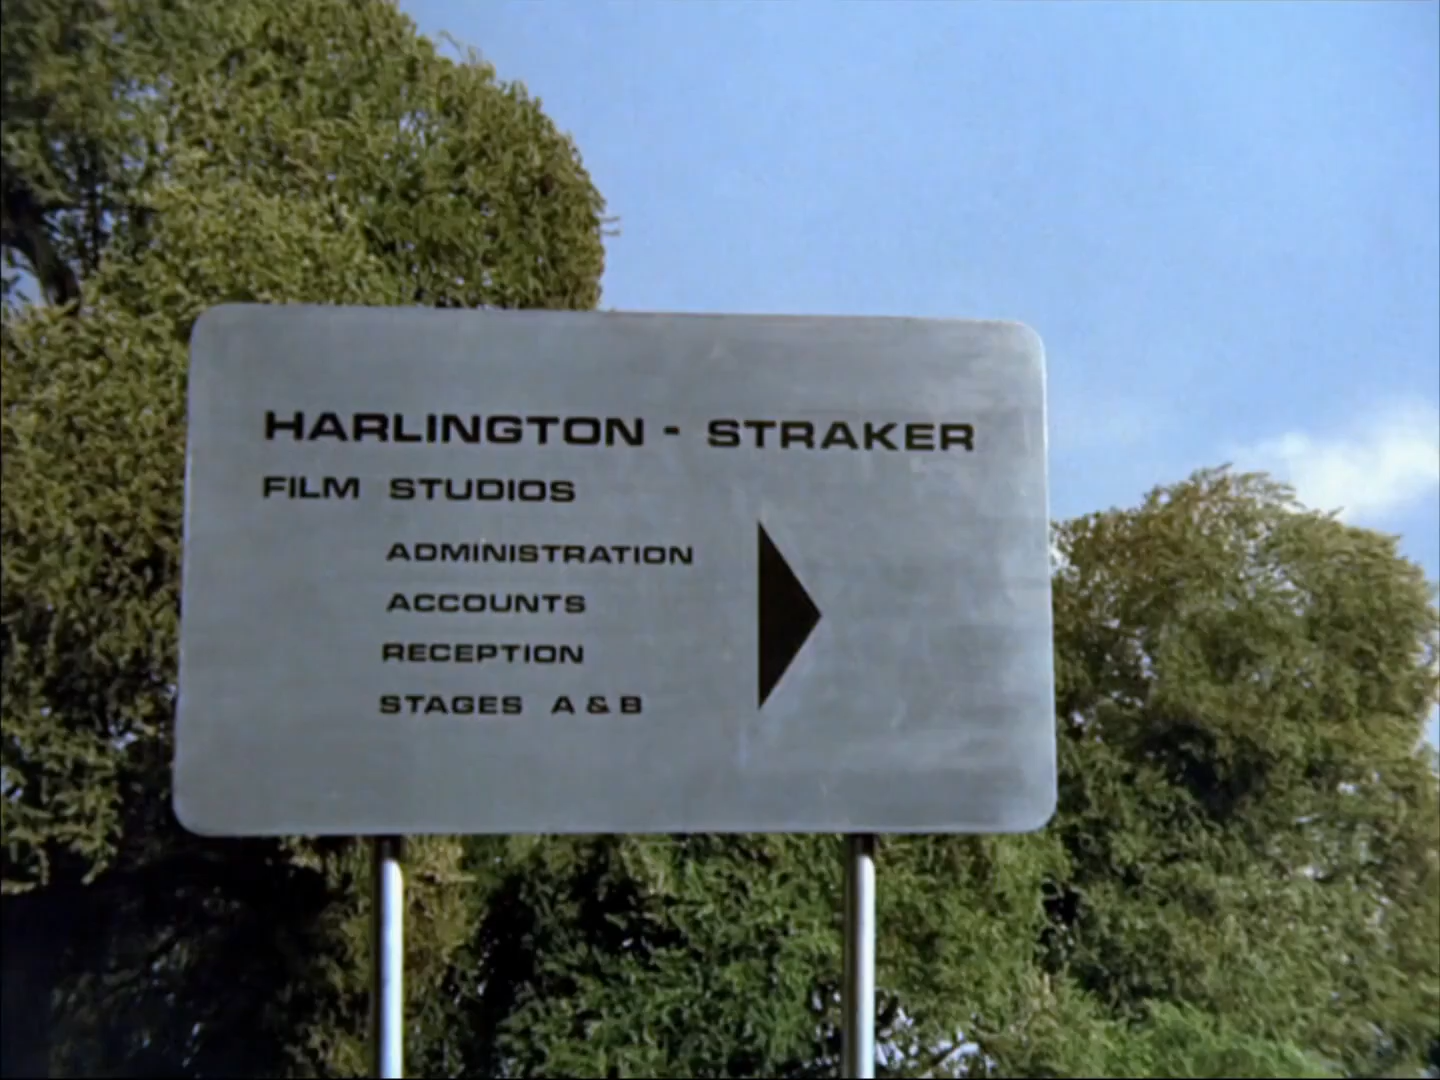 HARLINGTON - STRAKER
FILM STUDIOS
ADMINISTRATION
ACCOUNTS
RECEPTION
STAGES A & B